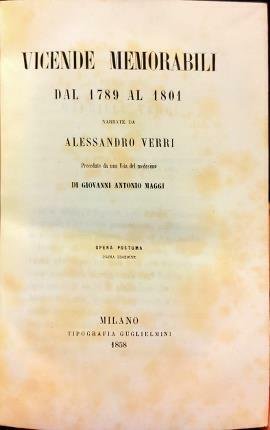 VICENDE MEMORABILI
DAL 1789 AL 1801
NARRATE DA
ALESSANDRO VERRI
Precedute da una Vita del medesimo
DI GIOVANNI ANTONIO MAGGI
OPERA POSTUMA
PRIMA EDIZIONE
MILANO
TIPOGRAFIA GUGLIELMINI
1858